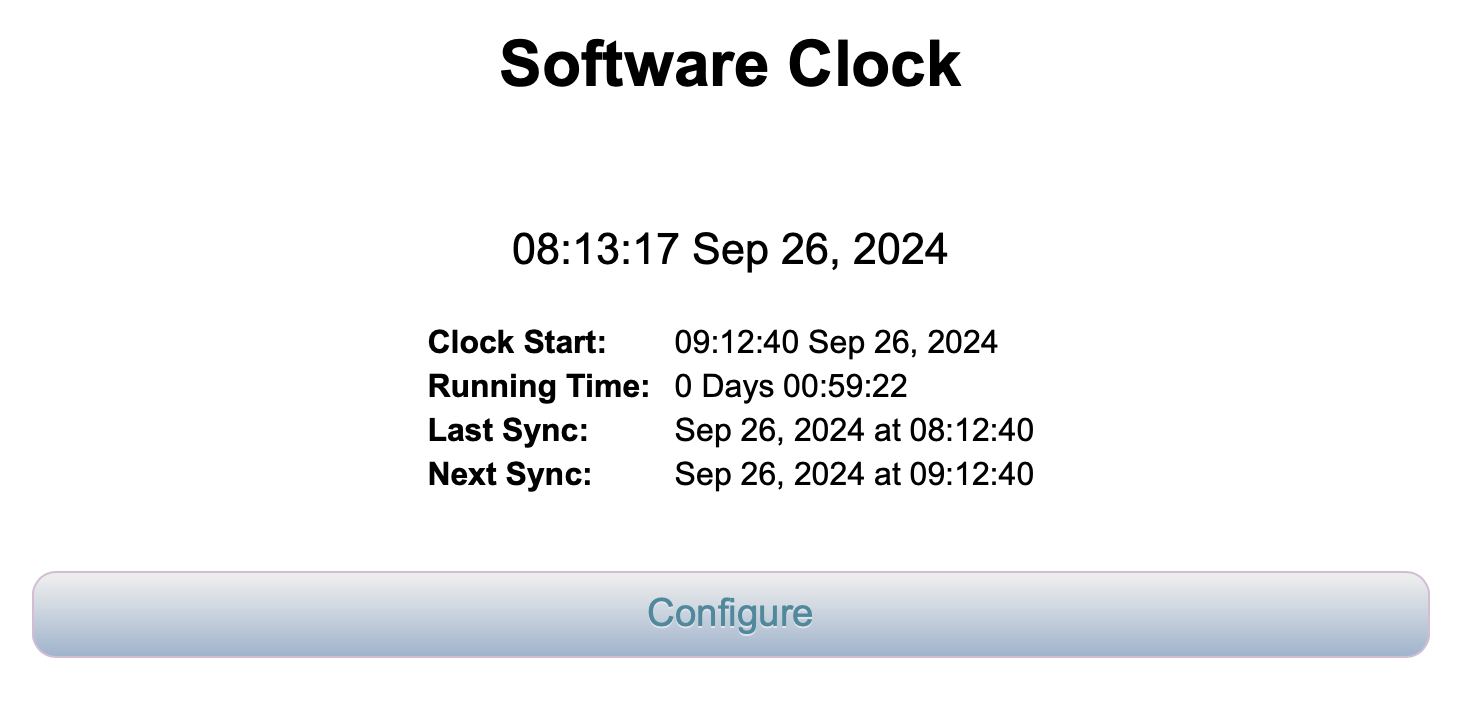 Software Clock
08:13:17 Sep 26, 2024
Clock Start: 09:12:40 Sep 26, 2024
Running Time: 0 Days 00:59:22
Last Sync: Sep 26, 2024 at 08:12:40
Next Sync: Sep 26, 2024 at 09:12:40
Configure